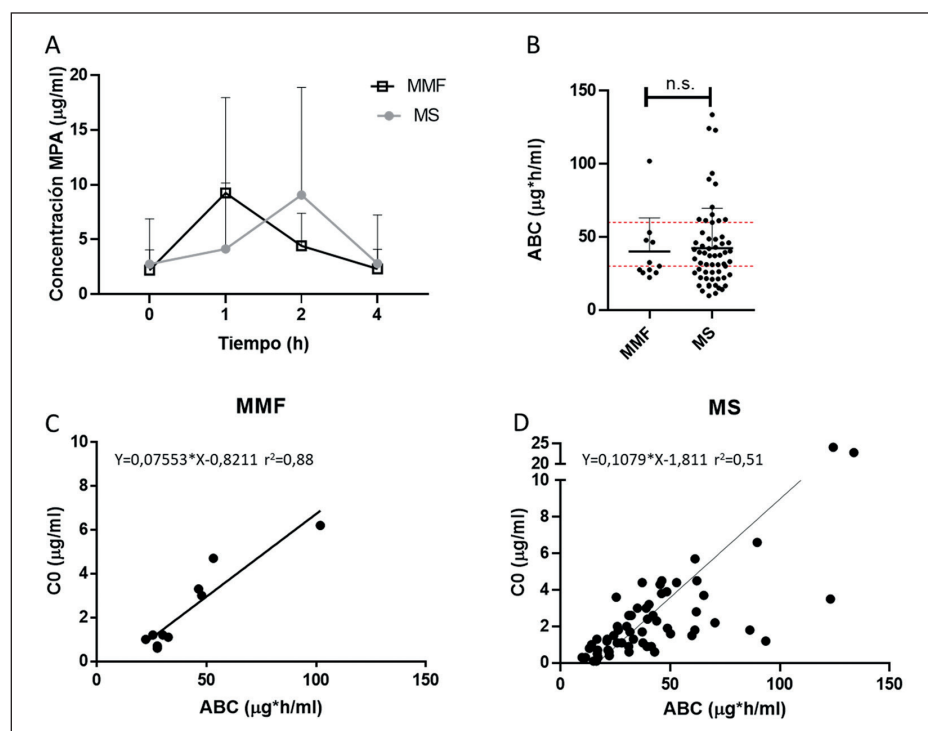 A
Concentración MPA (µg/ml)
20
15
10
5
0
0 1 2 4
Tiempo (h)
MMF
MS
B
n.s.
ABC (µg*h/ml)
150
100
50
0
MMF
MS
C
MMF
Y=0,07553*X-0,8211 r²=0,88
C0 (µg/ml)
10
8
6
4
2
0
0 50 100 150
ABC (µg*h/ml)
D
MS
Y=0,1079*X-1,811 r²=0,51
C0 (µg/ml)
25
20
10
8
6
4
2
0
0 50 100 150
ABC (µg*h/ml)